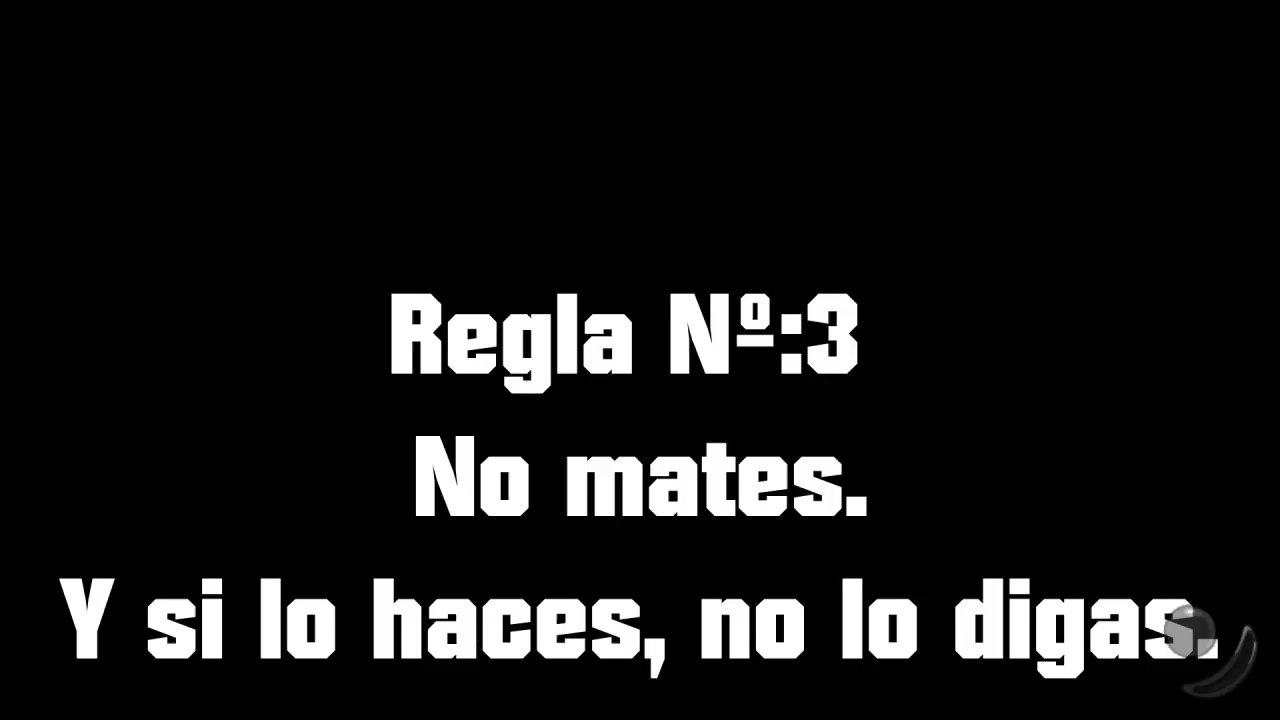 Regla Nº:3
No mates.
Y si lo haces, no lo digas.